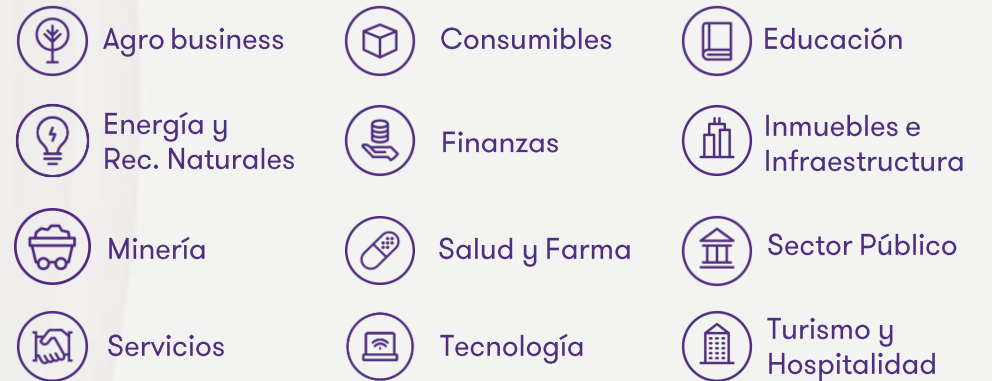 Agro business
Consumibles
Educación
Energía y
Rec. Naturales
Finanzas
Inmuebles e
Infraestructura
Minería
Salud y Farma
Sector Público
Servicios
Tecnología
Turismo y
Hospitalidad